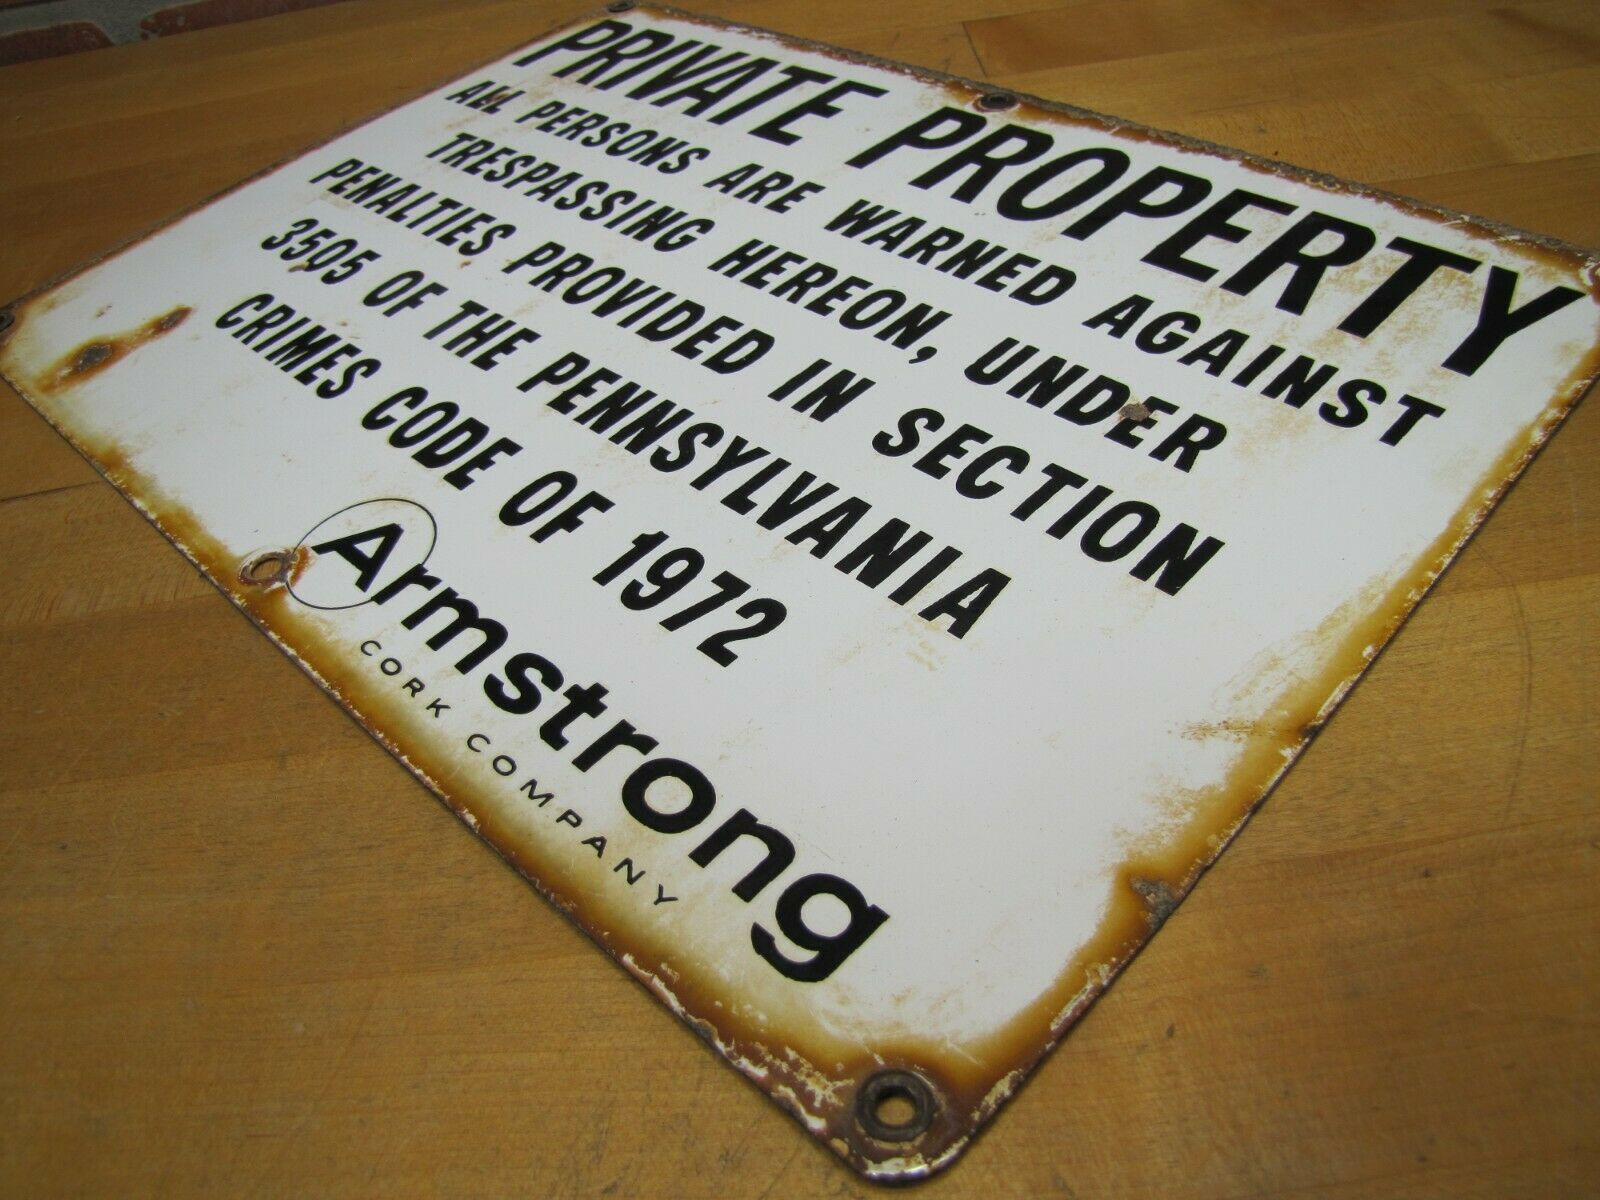 PRIVATE PROPERTY
ALL PERSONS ARE WARNED AGAINST
TRESPASSING HEREON, UNDER
PENALTIES PROVIDED IN SECTION
3505 OF THE PENNSYLVANIA
CRIMES CODE OF 1972
Armstrong
CORK COMPANY